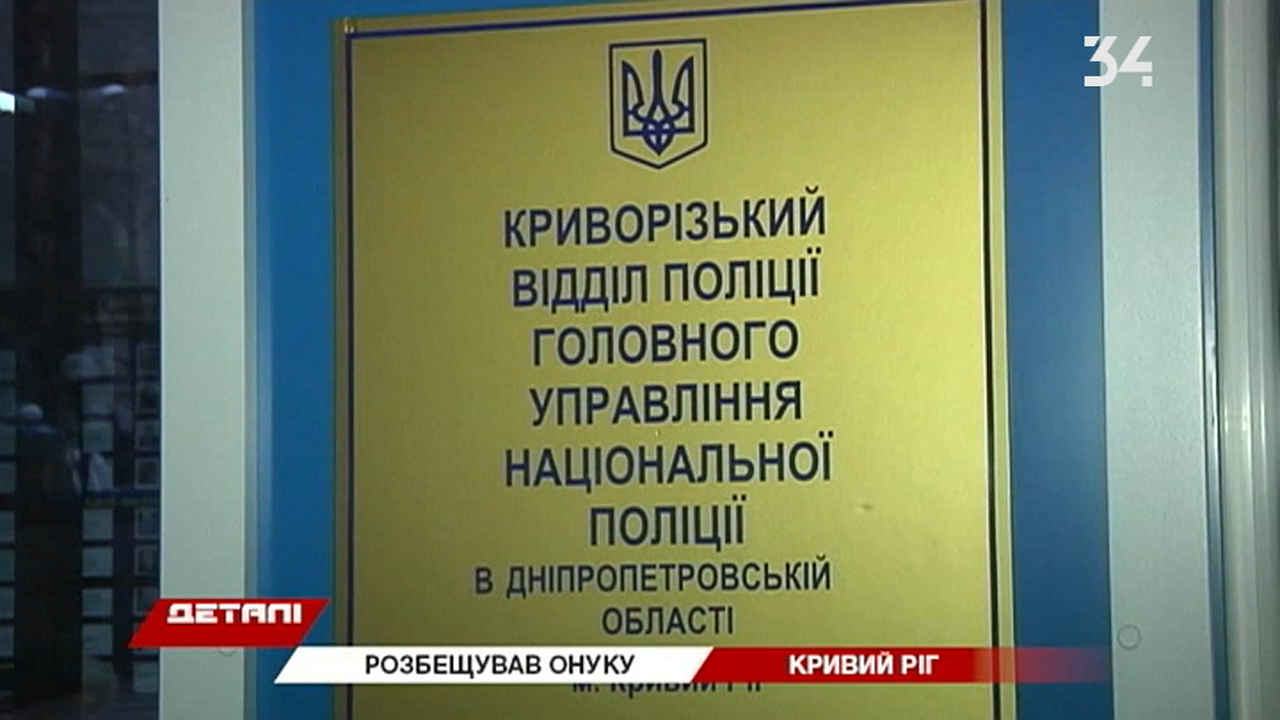 34
КРИВОРІЗЬКИЙ
ВІДДІЛ ПОЛІЦІЇ
ГОЛОВНОГО
УПРАВЛІННЯ
НАЦІОНАЛЬНОЇ
ПОЛІЦІЇ
В ДНІПРОПЕТРОВСЬКІЙ
ОБЛАСТІ
ДЕТАЛІ
РОЗБЕЩУВАВ ОНУКУ
КРИВИЙ РІГ